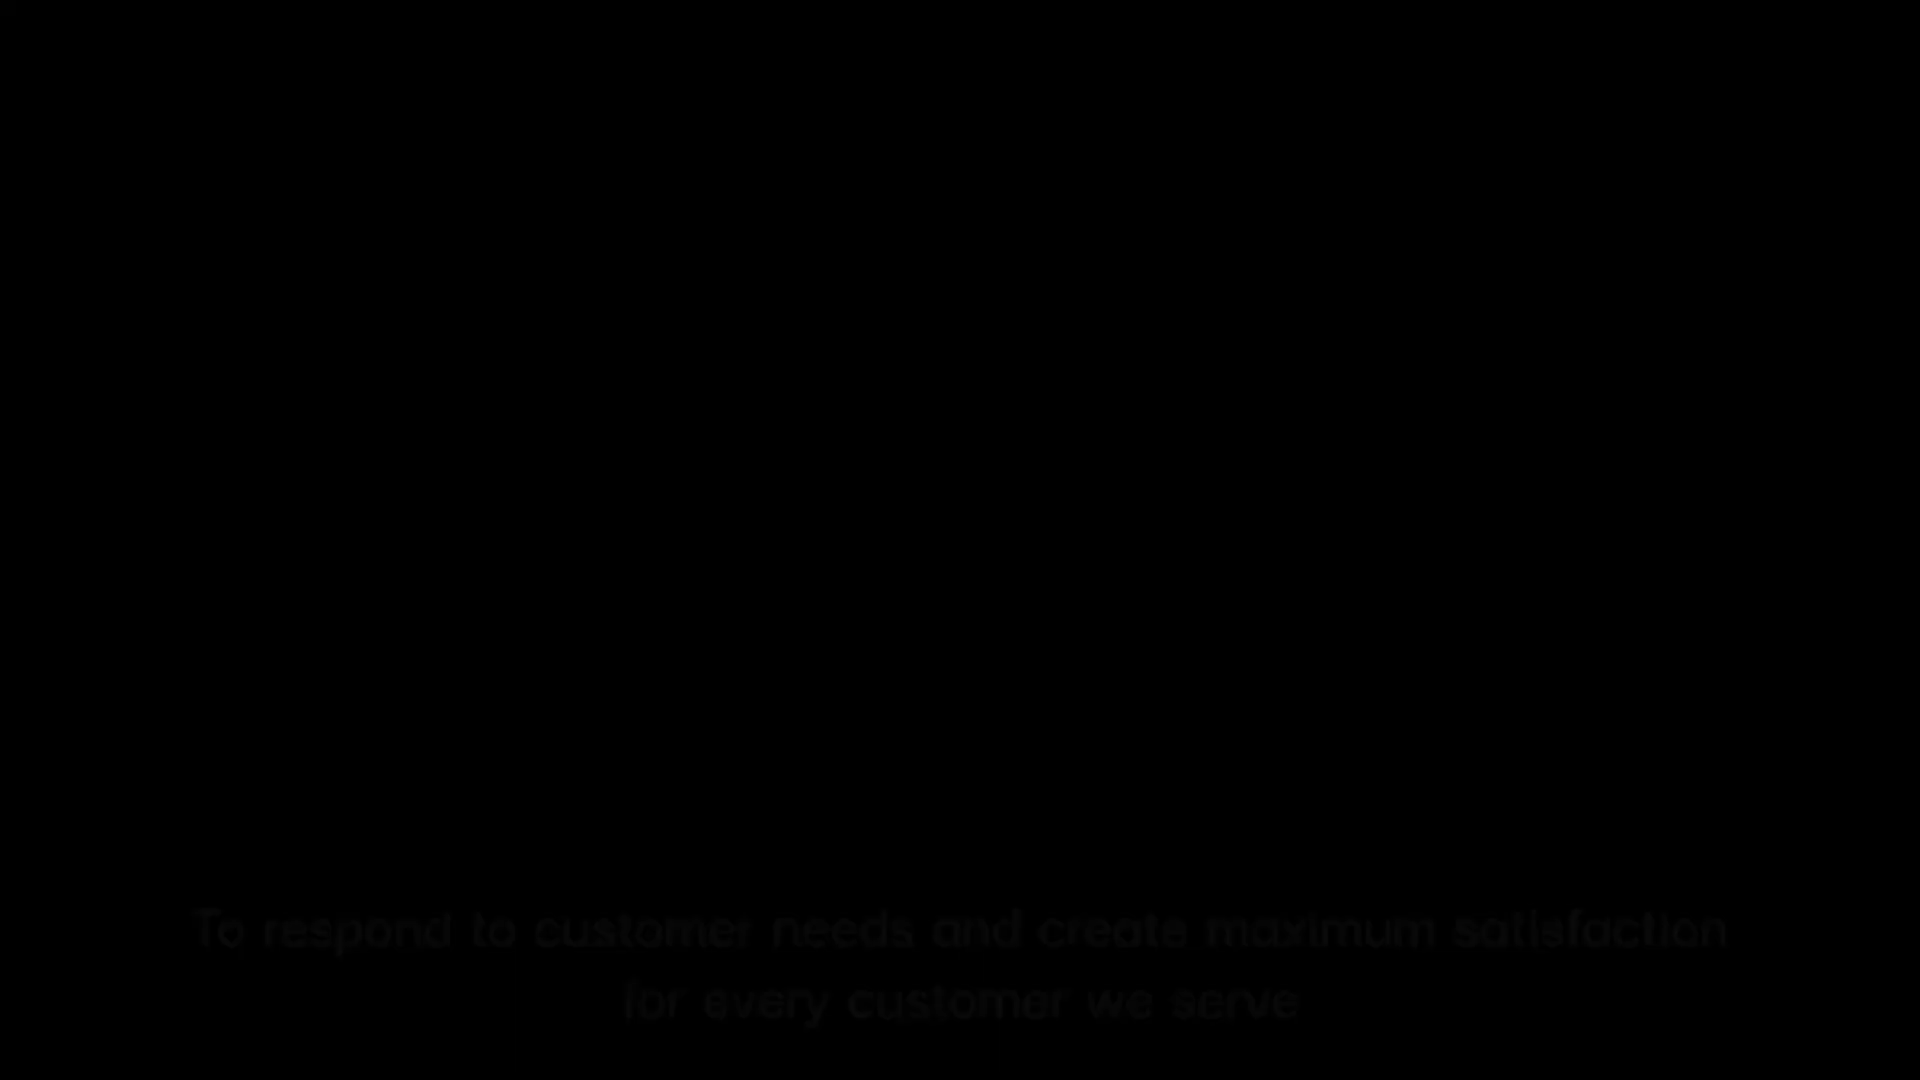 To respond to customer needs and create maximum satisfaction
for every customer we serve